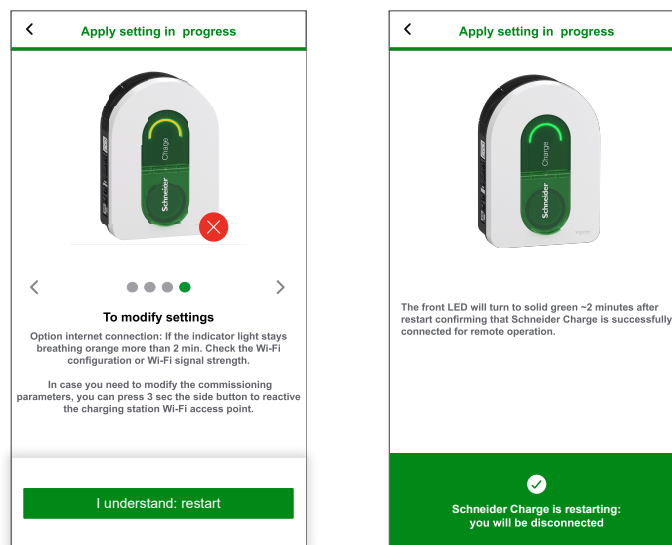 Apply setting in progress
Charge
Schneider
To modify settings
Option internet connection: If the indicator light stays
breathing orange more than 2 min. Check the Wi-Fi
configuration or Wi-Fi signal strength.
In case you need to modify the commissioning
parameters, you can press 3 sec the side button to reactive
the charging station Wi-Fi access point.
I understand: restart
Apply setting in progress
Charge
Schneider
The front LED will turn to solid green ~2 minutes after
restart confirming that Schneider Charge is successfully
connected for remote operation.
Schneider Charge is restarting:
you will be disconnected